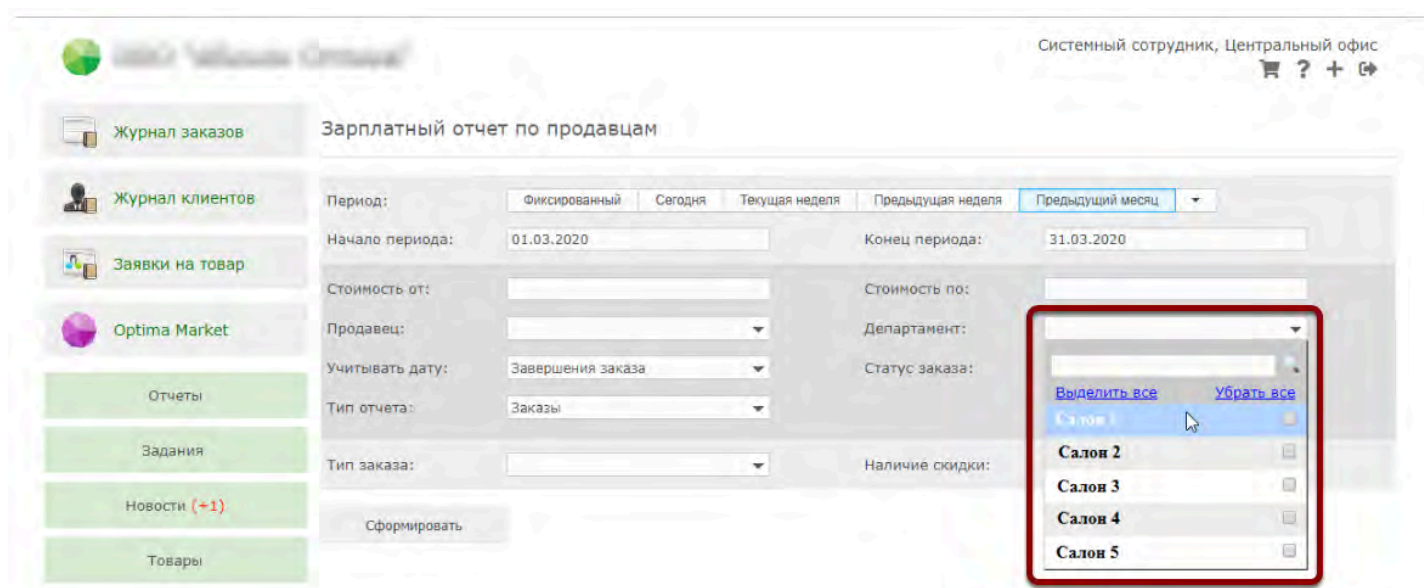 Системный сотрудник, Центральный офис
Журнал заказов
Зарплатный отчет по продавцам
Журнал клиентов
Период: Фиксированный Сегодня Текущая неделя Предыдущая неделя Предыдущий месяц
Начало периода: 01.03.2020 Конец периода: 31.03.2020
Заявки на товар
Стоимость от: Стоимость по:
Optima Market
Продавец: Департамент:
Учитывать дату: Завершения заказа Статус заказа:
Отчеты
Выделить все Убрать все
Тип отчета: Заказы
Салон 1
Задания
Салон 2
Тип заказа: Наличие скидки:
Салон 3
Новости (+1)
Салон 4
Сформировать
Салон 5
Товары